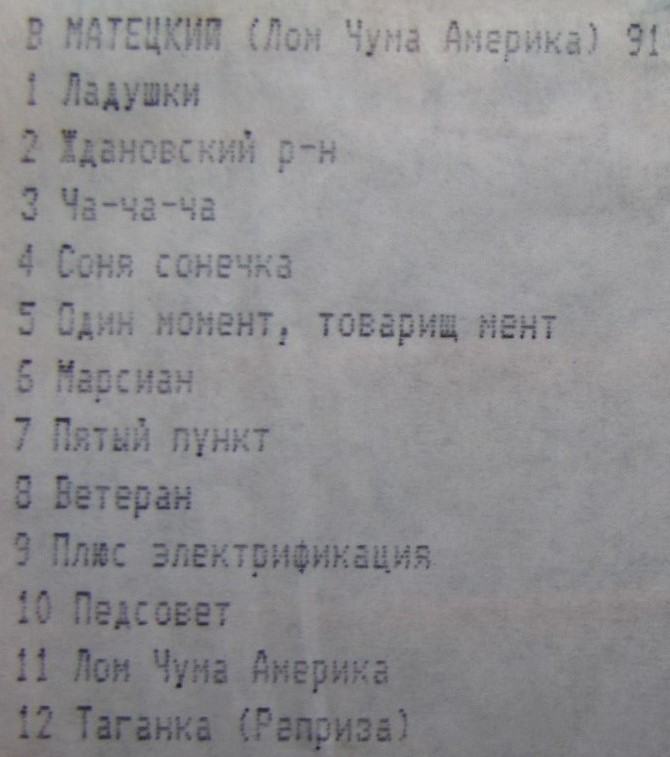 В МАТЕЦКИЙ (Лом Чума Америка) 91
1 Ладушки
2 Ждановский р-н
3 Ча-ча-ча
4 Соня сонечка
5 Один момент, товарищ мент
6 Марсиан
7 Пятый пункт
8 Ветеран
9 Плюс электрификация
10 Педсовет
11 Лом Чума Америка
12 Таганка (Реприза)